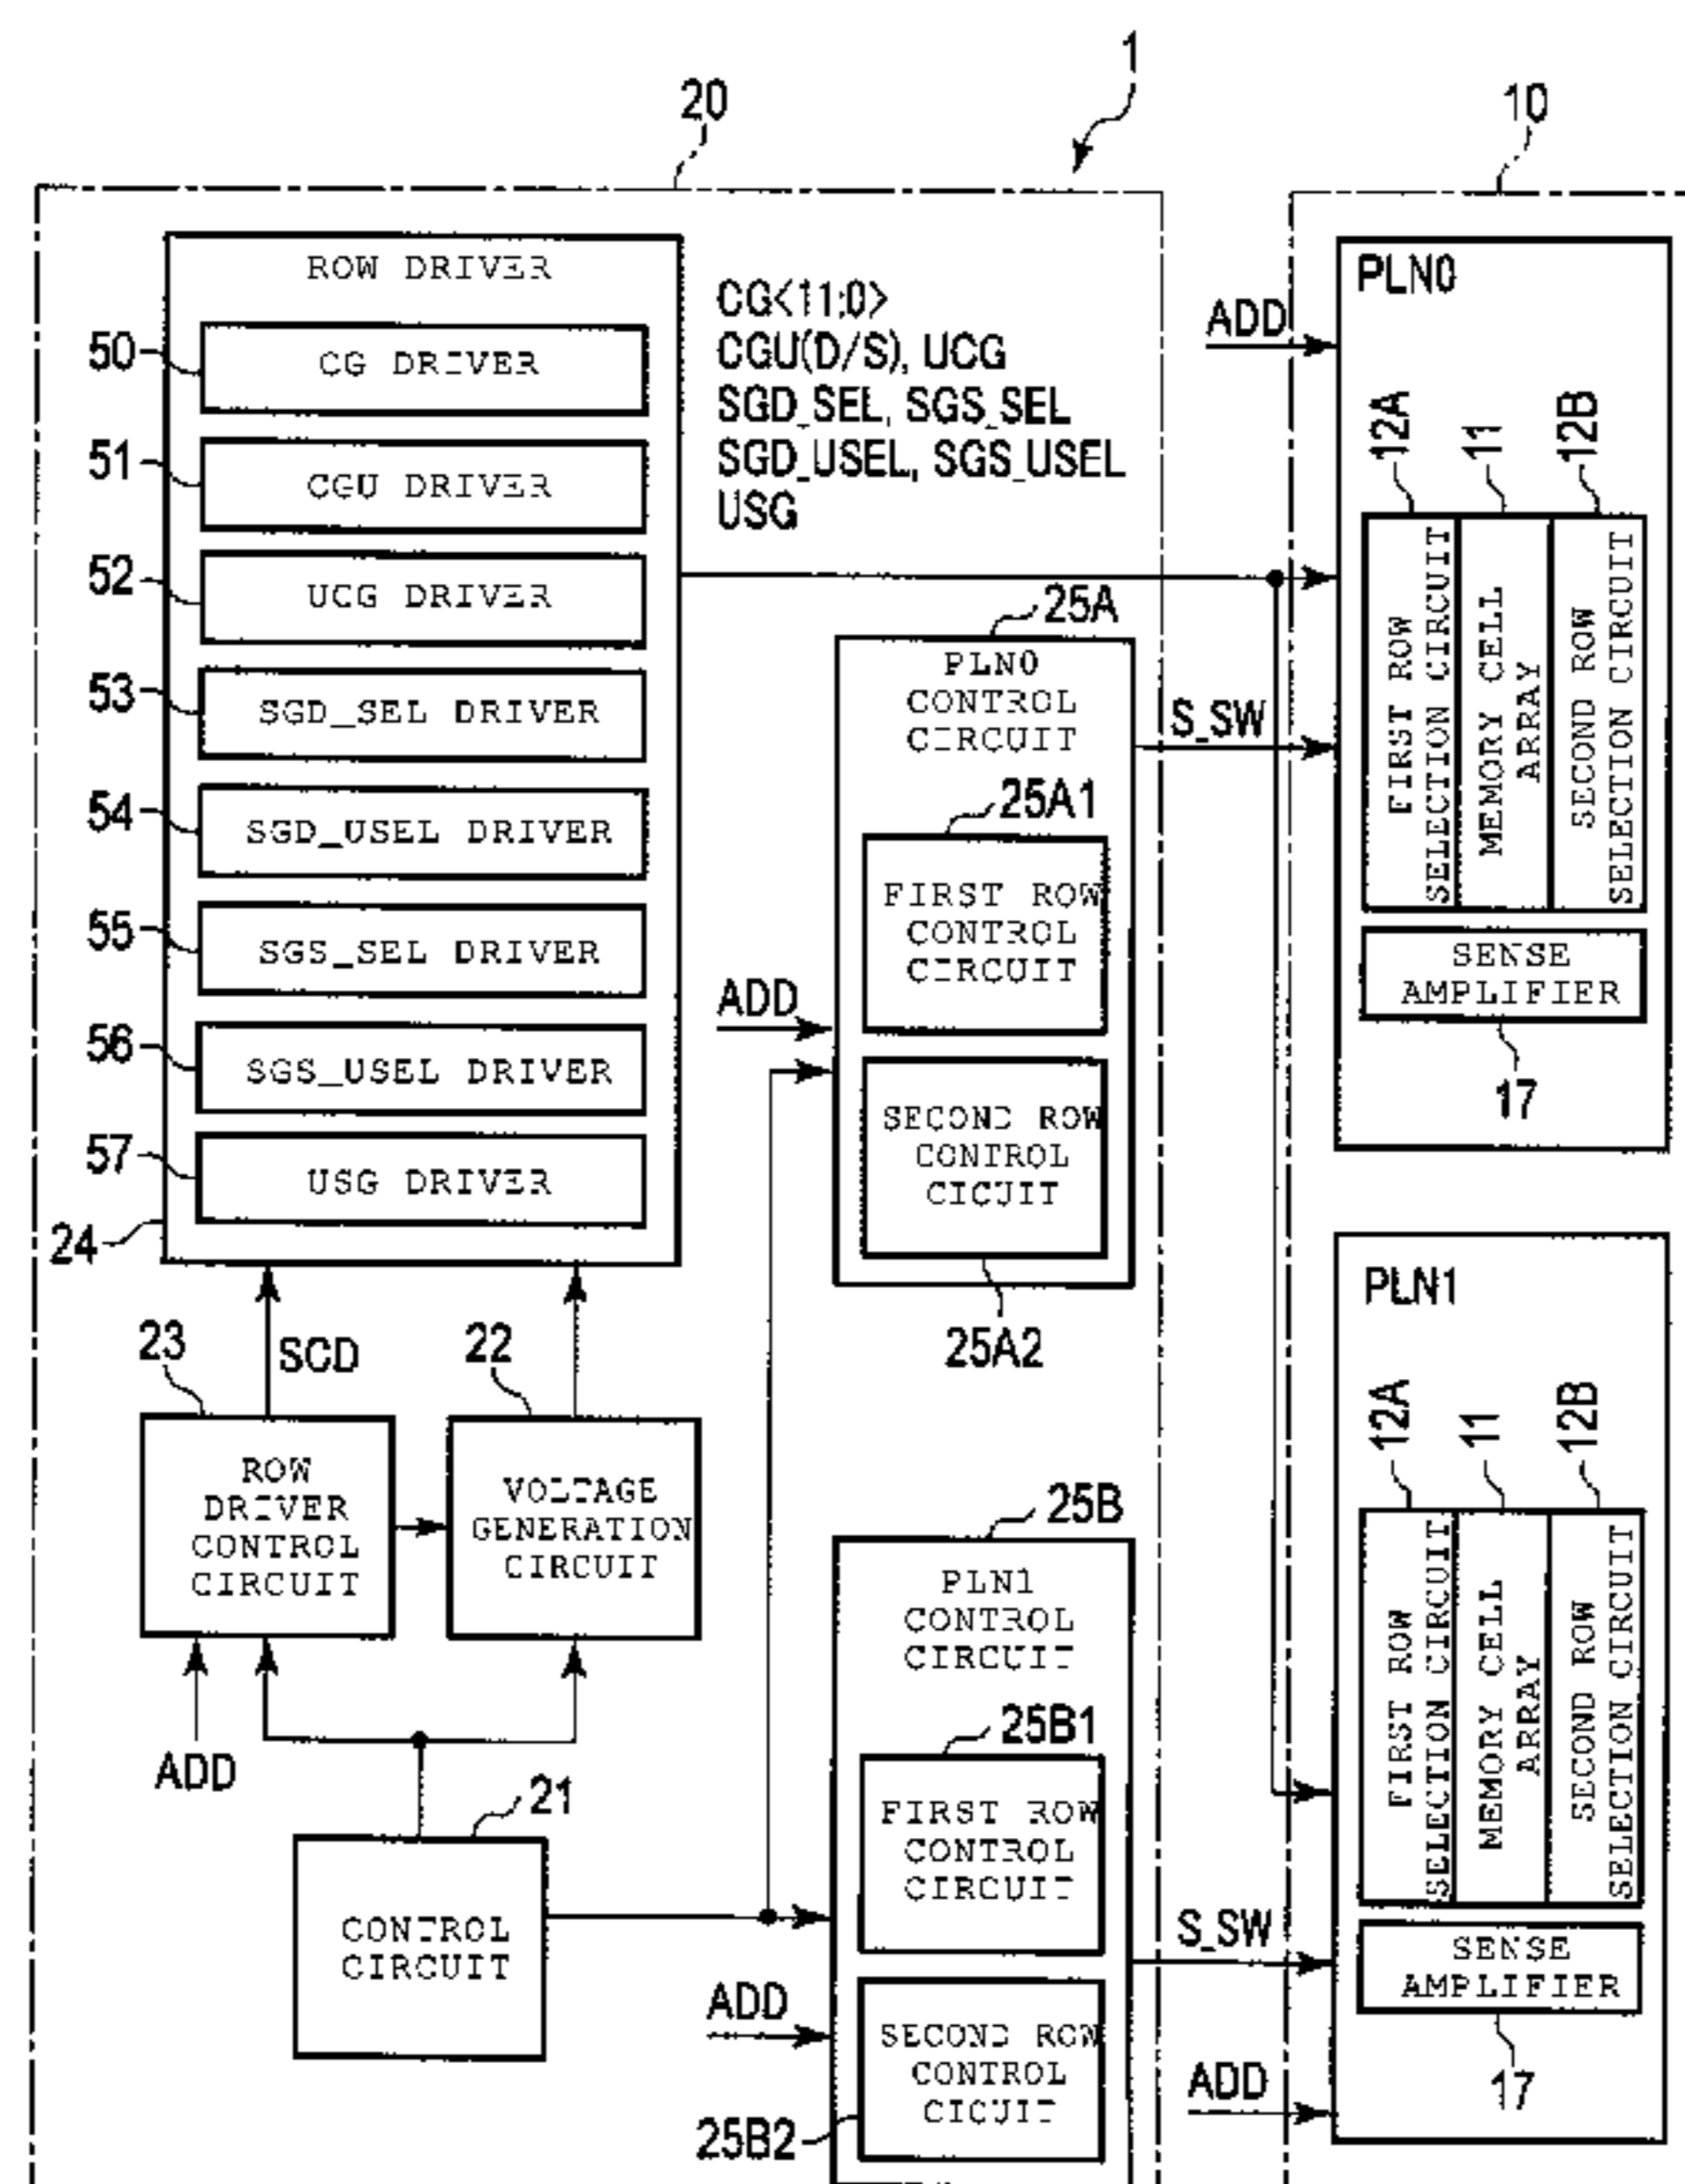 1
20
10
ROW DRIVER
50
CG DRIVER
51
CGU DRIVER
52
UCG DRIVER
53
SGD_SEL DRIVER
54
SGD_USEL DRIVER
55
SGS_SEL DRIVER
56
SGS_USEL DRIVER
57
USG DRIVER
24
CG<11;0>
CGU(D/S), UCG
SGD_SEL, SGS_SEL
SGD_USEL, SGS_USEL
USG
25A
PLN0
CONTROL
CIRCUIT
25A1
FIRST ROW
CONTROL
CIRCUIT
ADD
SECOND ROW
CONTROL
CICUIT
25A2
S_SW
ADD
PLN0
12A
11
12B
FIRST ROW
SELECTION CIRCUIT
MEMORY CELL
ARRAY
SECOND ROW
SELECTION CIRCUIT
SENSE
AMPLIFIER
17
23
SCD
22
ROW
DRIVER
CONTROL
CIRCUIT
VOLTAGE
GENERATION
CIRCUIT
ADD
21
CONTROL
CIRCUIT
25B
PLN1
CONTROL
CIRCUIT
25B1
FIRST ROW
CONTROL
CIRCUIT
ADD
SECOND ROW
CONTROL
CICUIT
25B2
S_SW
PLN1
12A
11
12B
FIRST ROW
SELECTION CIRCUIT
MEMORY CELL
ARRAY
SECOND ROW
SELECTION CIRCUIT
SENSE
AMPLIFIER
17
ADD